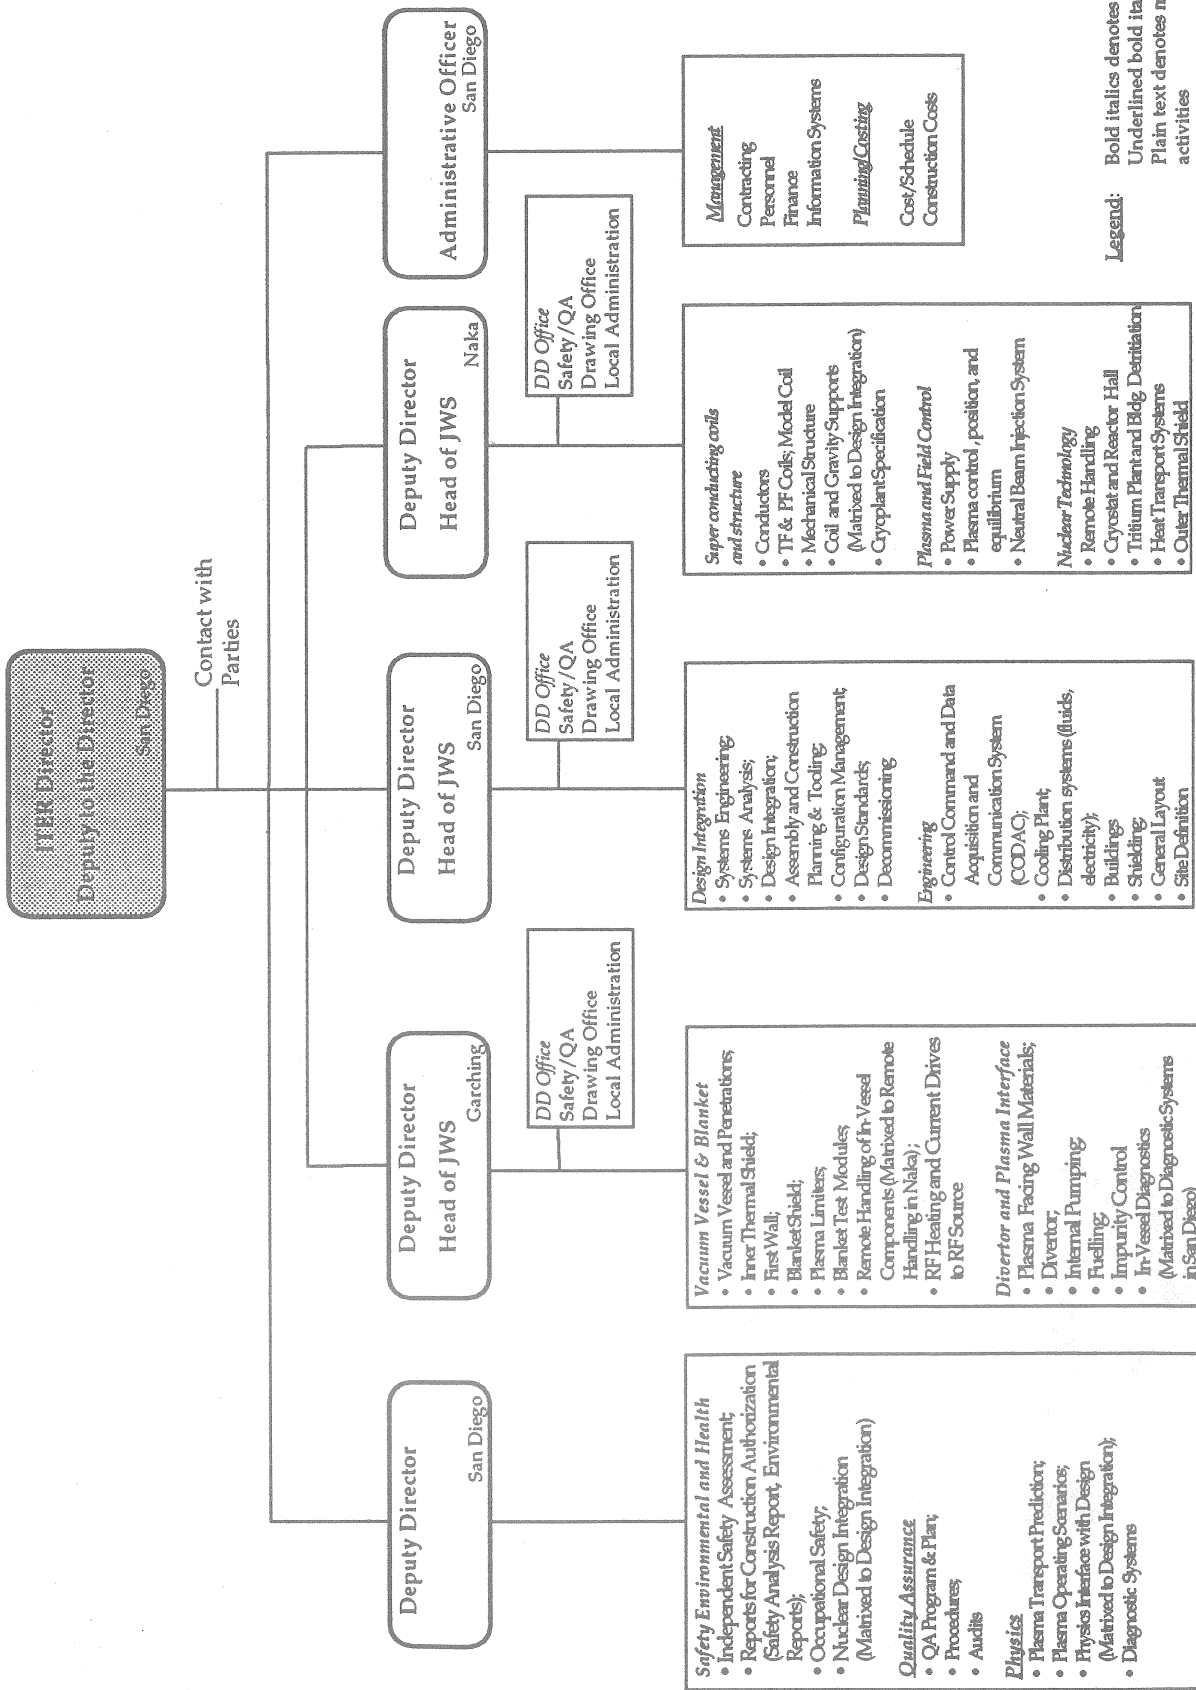 ITER Director
Deputy to the Director
San Diego
Contact with
Parties
Deputy Director
San Diego
Deputy Director
Head of JWS
Garching
Deputy Director
Head of JWS
San Diego
Deputy Director
Head of JWS
Naka
Administrative Officer
San Diego
DD Office
Safety/QA
Drawing Office
Local Administration
DD Office
Safety/QA
Drawing Office
Local Administration
DD Office
Safety/QA
Drawing Office
Local Administration
Safety Environmental and Health
• Independent Safety Assessment;
• Reports for Construction Authorization
(Safety Analysis Report, Environmental
Reports);
• Occupational Safety;
• Nuclear Design Integration
(Matrixed to Design Integration)
Quality Assurance
• QA Program & Plan;
• Procedures;
• Audits
Physics
• Plasma Transport Prediction;
• Plasma Operating Scenarios;
• Physics Interface with Design
(Matrixed to Design Integration);
• Diagnostic Systems
Vacuum Vessel & Blanket
• Vacuum Vessel and Penetrations;
• Inner Thermal Shield;
• First Wall;
• Blanket Shield;
• Plasma Limiters;
• Blanket Test Modules;
• Remote Handling of In-Vessel
Components (Matrixed to Remote
Handling in Naka);
• RF Heating and Current Drives
to RF Source
Divertor and Plasma Interface
• Plasma Facing Wall Materials;
• Divertor;
• Internal Pumping;
• Fuelling;
• Impurity Control
• In-Vessel Diagnostics
(Matrixed to Diagnostic Systems
in San Diego)
Design Integration
• Systems Engineering;
• Systems Analysis;
• Design Integration;
• Assembly and Construction
Planning & Tooling;
• Configuration Management;
• Design Standards;
• Decommissioning
Engineering
• Control Command and Data
Acquisition and
Communication System
(CODAC);
• Cooling Plant;
• Distribution systems (fluids,
electricity);
• Buildings
• Shielding;
• General Layout
• Site Definition
Super conducting coils
and structure
• Conductors
• TF & PF Coils; Model Coil
• Mechanical Structure
• Coil and Gravity Supports
(Matrixed to Design Integration)
• Cryoplant Specification
Plasma and Field Control
• Power Supply
• Plasma control, position, and
equilibrium
• Neutral Beam Injection System
Nuclear Technology
• Remote Handling
• Cryostat and Reactor Hall
• Tritium Plant and Bldg. Detritiation
• Heat Transport Systems
• Outer Thermal Shield
Management
Contracting
Personnel
Finance
Information Systems
Planning/Costing
Cost/Schedule
Construction Costs
Legend:
Bold italics denotes
Underlined bold
Plain text denotes
activities